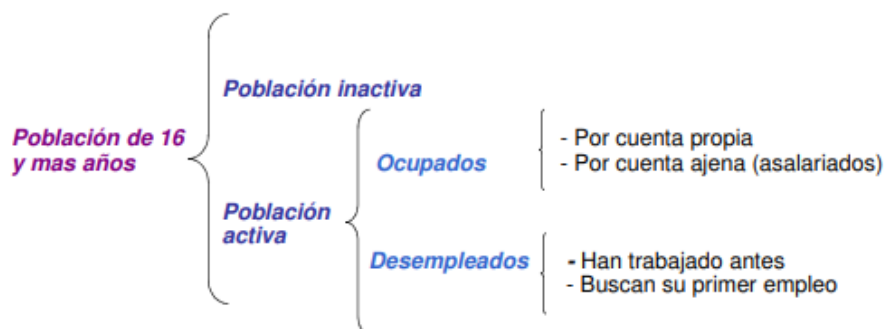 Población de 16
y mas años
Población inactiva
Población
activa
Ocupados
- Por cuenta propia
- Por cuenta ajena (asalariados)
Desempleados
- Han trabajado antes
- Buscan su primer empleo